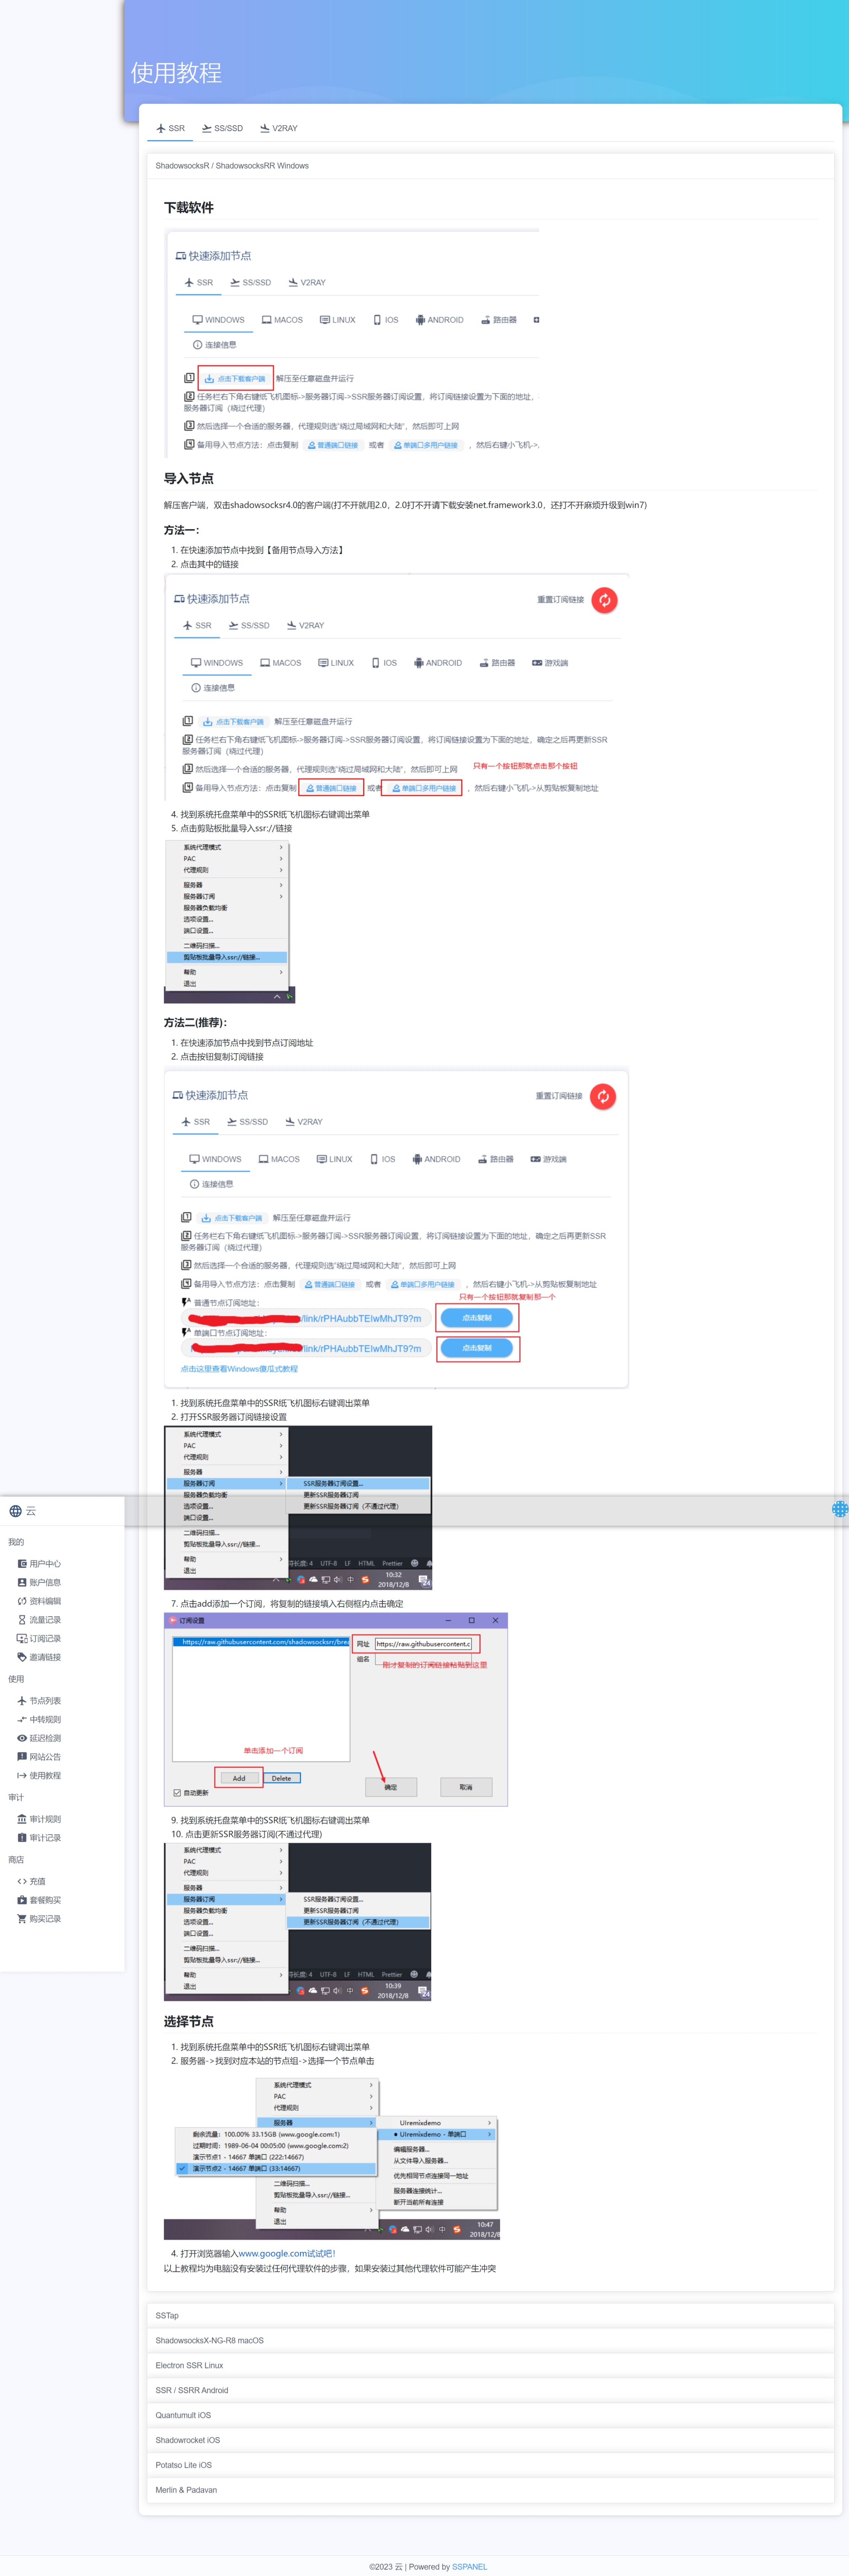 使用教程
SSR
SS/SSD
V2RAY
ShadowsocksR / ShadowsocksRR Windows
下载软件
快速添加节点
SSR
SS/SSD
V2RAY
WINDOWS
MACOS
LINUX
IOS
ANDROID
路由器
连接信息
1 点击下载客户端 解压至任意磁盘并运行
2 任务栏右下角右键纸飞机图标->服务器订阅->SSR服务器订阅设置，将订阅链接设置为下面的地址，
服务器订阅（绕过代理）
3 然后选择一个合适的服务器，代理规则选“绕过局域网和大陆”，然后即可上网
4 备用导入节点方法：点击复制 普通端口链接 或者 单端口多用户链接 ，然后右键小飞机->
导入节点
解压客户端，双击shadowsocksr4.0的客户端(打不开就用2.0，2.0打不开请下载安装net.framework3.0，还打不开麻烦升级到win7)
方法一：
1. 在快速添加节点中找到【备用节点导入方法】
2. 点击其中的链接
快速添加节点
重置订阅链接
SSR
SS/SSD
V2RAY
WINDOWS
MACOS
LINUX
IOS
ANDROID
路由器
游戏端
连接信息
1 点击下载客户端 解压至任意磁盘并运行
2 任务栏右下角右键纸飞机图标->服务器订阅->SSR服务器订阅设置，将订阅链接设置为下面的地址，确定之后再更新SSR
服务器订阅（绕过代理）
3 然后选择一个合适的服务器，代理规则选“绕过局域网和大陆”，然后即可上网
只有一个按钮那就点击那个按钮
4 备用导入节点方法：点击复制 普通端口链接 或者 单端口多用户链接 ，然后右键小飞机->从剪贴板复制地址
4. 找到系统托盘菜单中的SSR纸飞机图标右键调出菜单
5. 点击剪贴板批量导入ssr://链接
系统代理模式
PAC
代理规则
服务器
服务器订阅
服务器负载均衡
选项设置...
端口设置...
二维码扫描...
剪贴板批量导入ssr://链接...
帮助
退出
方法二(推荐)：
1. 在快速添加节点中找到节点订阅地址
2. 点击按钮复制订阅链接
快速添加节点
重置订阅链接
SSR
SS/SSD
V2RAY
WINDOWS
MACOS
LINUX
IOS
ANDROID
路由器
游戏端
连接信息
1 点击下载客户端 解压至任意磁盘并运行
2 任务栏右下角右键纸飞机图标->服务器订阅->SSR服务器订阅设置，将订阅链接设置为下面的地址，确定之后再更新SSR
服务器订阅（绕过代理）
3 然后选择一个合适的服务器，代理规则选“绕过局域网和大陆”，然后即可上网
4 备用导入节点方法：点击复制 普通端口链接 或者 单端口多用户链接 ，然后右键小飞机->从剪贴板复制地址
普通节点订阅地址：
只有一个按钮那就复制那一个
/link/rPHAubbTEIwMhJT9?m
点击复制
单端口节点订阅地址：
/link/rPHAubbTEIwMhJT9?m
点击复制
点击这里查看Windows傻瓜式教程
1. 找到系统托盘菜单中的SSR纸飞机图标右键调出菜单
2. 打开SSR服务器订阅链接设置
系统代理模式
PAC
代理规则
服务器
服务器订阅
SSR服务器订阅设置...
服务器负载均衡
更新SSR服务器订阅
选项设置...
更新SSR服务器订阅（不通过代理）
端口设置...
二维码扫描...
剪贴板批量导入ssr://链接...
帮助
退出
符长度: 4 UTF-8 LF HTML Prettier
10:32
2018/12/8
24
云
我的
用户中心
账户信息
资料编辑
流量记录
订阅记录
邀请链接
使用
节点列表
中转规则
延迟检测
网站公告
使用教程
审计
审计规则
审计记录
商店
充值
套餐购买
购买记录
7. 点击add添加一个订阅，将复制的链接填入右侧框内点击确定
订阅设置
https://raw.githubusercontent.com/shadowsocksrr/brea
网址
https://raw.githubusercontent.c
组名
刚才复制的订阅链接粘贴到这里
单击添加一个订阅
Add
Delete
自动更新
确定
取消
9. 找到系统托盘菜单中的SSR纸飞机图标右键调出菜单
10. 点击更新SSR服务器订阅(不通过代理)
系统代理模式
PAC
代理规则
服务器
服务器订阅
SSR服务器订阅设置...
服务器负载均衡
更新SSR服务器订阅
选项设置...
更新SSR服务器订阅（不通过代理）
端口设置...
二维码扫描...
剪贴板批量导入ssr://链接...
帮助
退出
符长度: 4 UTF-8 LF HTML Prettier
10:39
2018/12/8
24
选择节点
1. 找到系统托盘菜单中的SSR纸飞机图标右键调出菜单
2. 服务器->找到对应本站的节点组->选择一个节点单击
系统代理模式
PAC
代理规则
服务器
UIremixdemo
UIremixdemo - 单端口
剩余流量：100.00% 33.15GB (www.google.com:1)
过期时间：1989-06-04 00:05:00 (www.google.com:2)
演示节点1 - 14667 单端口 (222:14667)
演示节点2 - 14667 单端口 (33:14667)
编辑服务器...
从文件导入服务器...
优先相同节点连接同一地址
服务器连接统计...
断开当前所有连接
二维码扫描...
剪贴板批量导入ssr://链接...
帮助
退出
10:47
2018/12/8
4. 打开浏览器输入www.google.com试试吧！
以上教程均为电脑没有安装过任何代理软件的步骤，如果安装过其他代理软件可能产生冲突
SSTap
ShadowsocksX-NG-R8 macOS
Electron SSR Linux
SSR / SSRR Android
Quantumult iOS
Shadowrocket iOS
Potatso Lite iOS
Merlin & Padavan
©2023 云 | Powered by SSPANEL